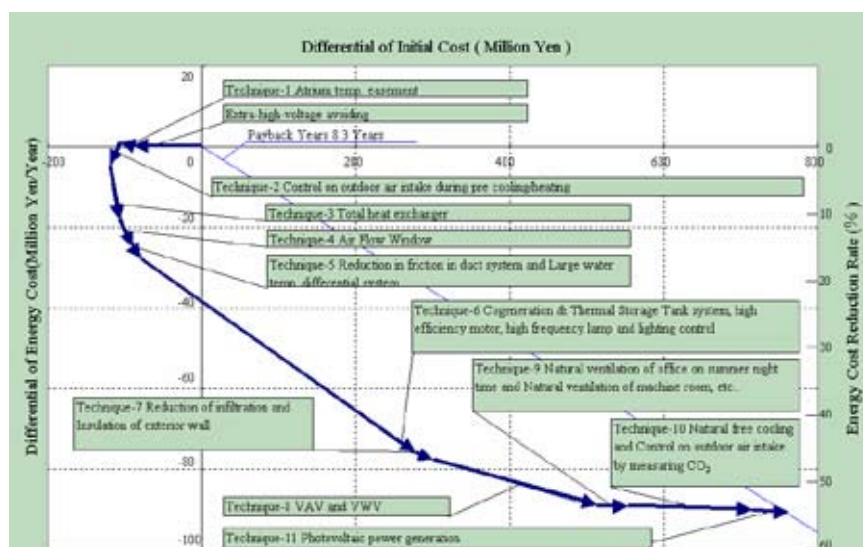 Differential of Initial Cost ( Million Yen )
20
Technique-1 Atrium temp. easement
Extra-high-voltage avoiding
Payback Years 8.3 Years
-203
0
200
400
630
800
0
Technique-2 Control on outdoor air intake during pre cooling/heating
-20
Technique-3 Total heat exchanger
10
Technique-4 Air Flow Window
Technique-5 Reduction in friction in duct system and Large water
temp. differential system
20
-40
Technique-6 Cogeneration & Thermal Storage Tank system, high
efficiency motor, high frequency lamp and lighting control
30
Technique-9 Natural ventilation of office on summer night
time and Natural ventilation of machine room, etc..
-60
Technique-7 Reduction of infiltration and
Insulation of exterior wall
40
Technique-10 Natural free cooling
and Control on outdoor air intake
by measuring CO2
-80
50
Technique-8 VAV and VWV
-100
Technique-11 Photovoltaic power generation
60
Differential of Energy Cost(Million Yen/Year)
Energy Cost Reduction Rate (%)